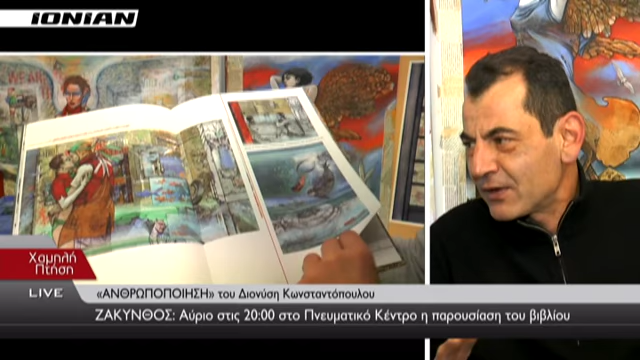 IONIAN
Χαμηλή
Πτήση
LIVE
«ΑΝΘΡΩΠΟΠΟΙΗΣΗ» του Διονύση Κωνσταντόπουλου
ΖΑΚΥΝΘΟΣ: Αύριο στις 20:00 στο Πνευματικό Κέντρο η παρουσίαση του βιβλίου